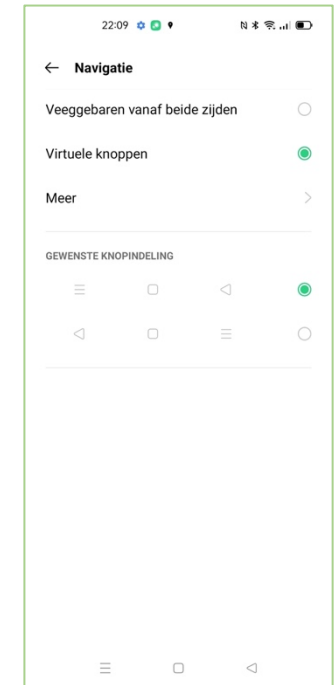 22:09
Navigatie
Veeggebaren vanaf beide zijden
Virtuele knoppen
Meer
GEWENSTE KNOPINDELING